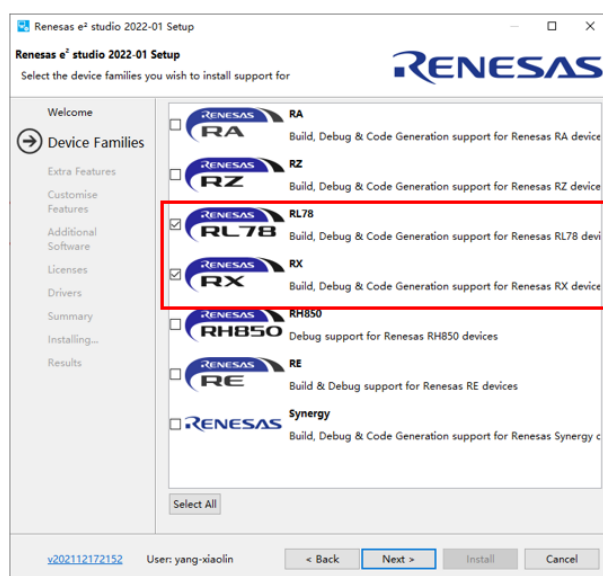 Renesas e² studio 2022-01 Setup
Renesas e² studio 2022-01 Setup
Select the device families you wish to install support for
RENESAS
Welcome
Device Families
Extra Features
Customise
Features
Additional
Software
Licenses
Drivers
Summary
Installing...
Results
RENESAS
RA
RA
Build, Debug & Code Generation support for Renesas RA device
RENESAS
RZ
RZ
Build, Debug & Code Generation support for Renesas RZ device
RENESAS
RL78
RL78
Build, Debug & Code Generation support for Renesas RL78 devi
RENESAS
RX
RX
Build, Debug & Code Generation support for Renesas RX device
RENESAS
RH850
RH850
Debug support for Renesas RH850 devices
RENESAS
RE
RE
Build & Debug support for Renesas RE devices
RENESAS
Synergy
Build, Debug & Code Generation support for Renesas Synergy c
Select All
v202112172152 User: yang-xiaolin < Back Next > Install Cancel